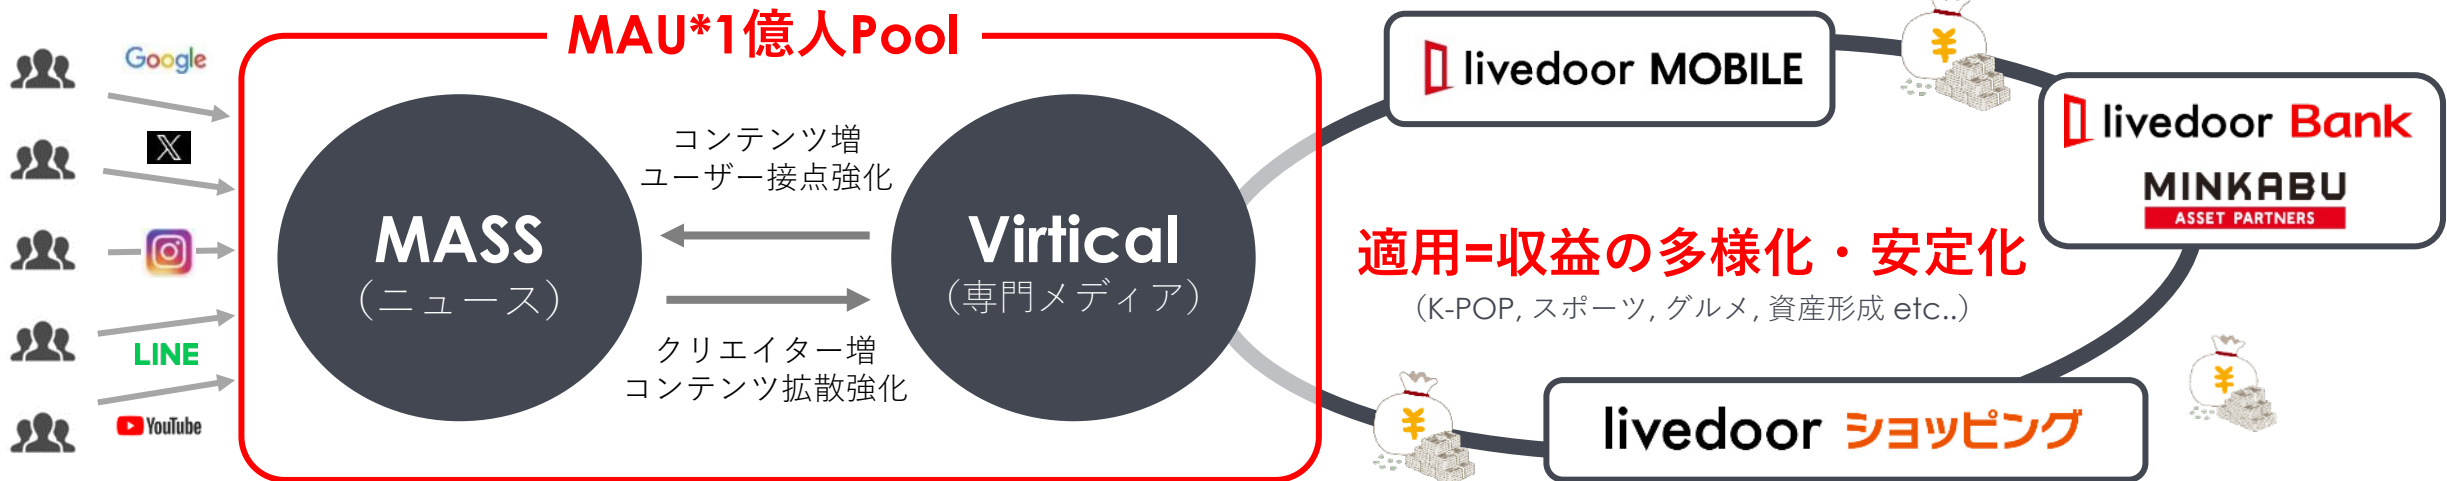 MAU*1億人Pool
Google
X
LINE
YouTube
MASS
(ニュース)
コンテンツ増
ユーザー接点強化
クリエイター増
コンテンツ拡散強化
Virtical
(専門メディア)
livedoor MOBILE
livedoor Bank
MINKABU
ASSET PARTNERS
適用=収益の多様化・安定化
(K-POP, スポーツ, グルメ, 資産形成 etc..)
livedoor ショッピング
¥
¥
¥